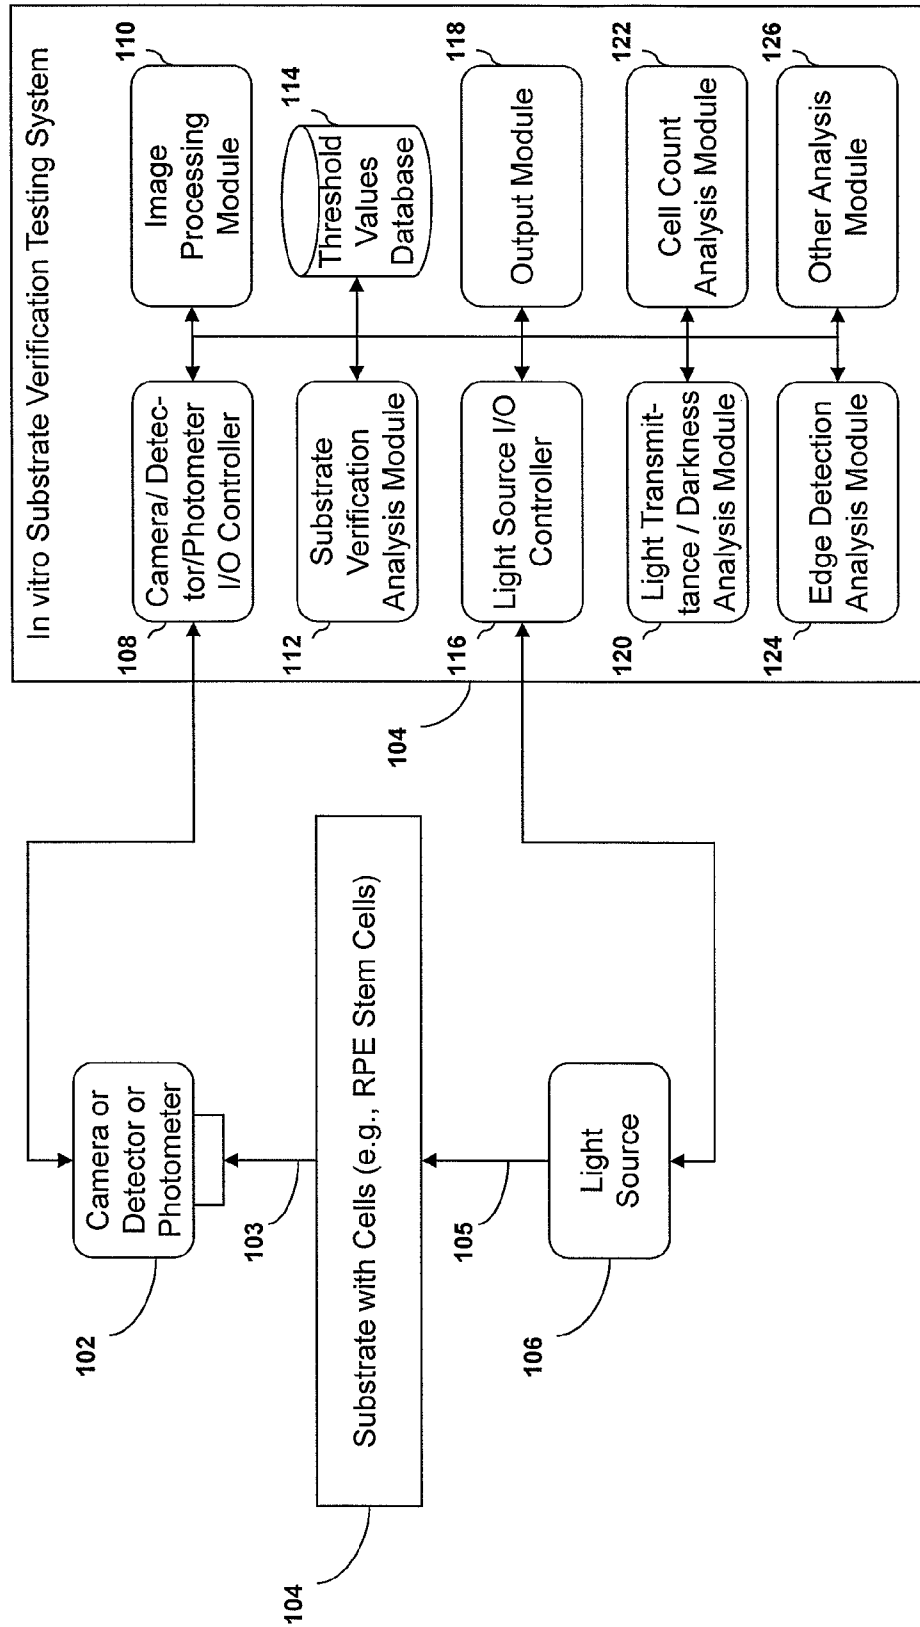 In vitro Substrate Verification Testing System
102
Camera or
Detector or
Photometer
103
104
Substrate with Cells (e.g., RPE Stem Cells)
105
106
Light
Source
104
108
Camera/ Detec-
tor/Photometer
I/O Controller
110
Image
Processing
Module
112
Substrate
Verification
Analysis Module
114
Threshold
Values
Database
116
Light Source I/O
Controller
118
Output Module
120
Light Transmit-
tance / Darkness
Analysis Module
122
Cell Count
Analysis Module
124
Edge Detection
Analysis Module
126
Other Analysis
Module